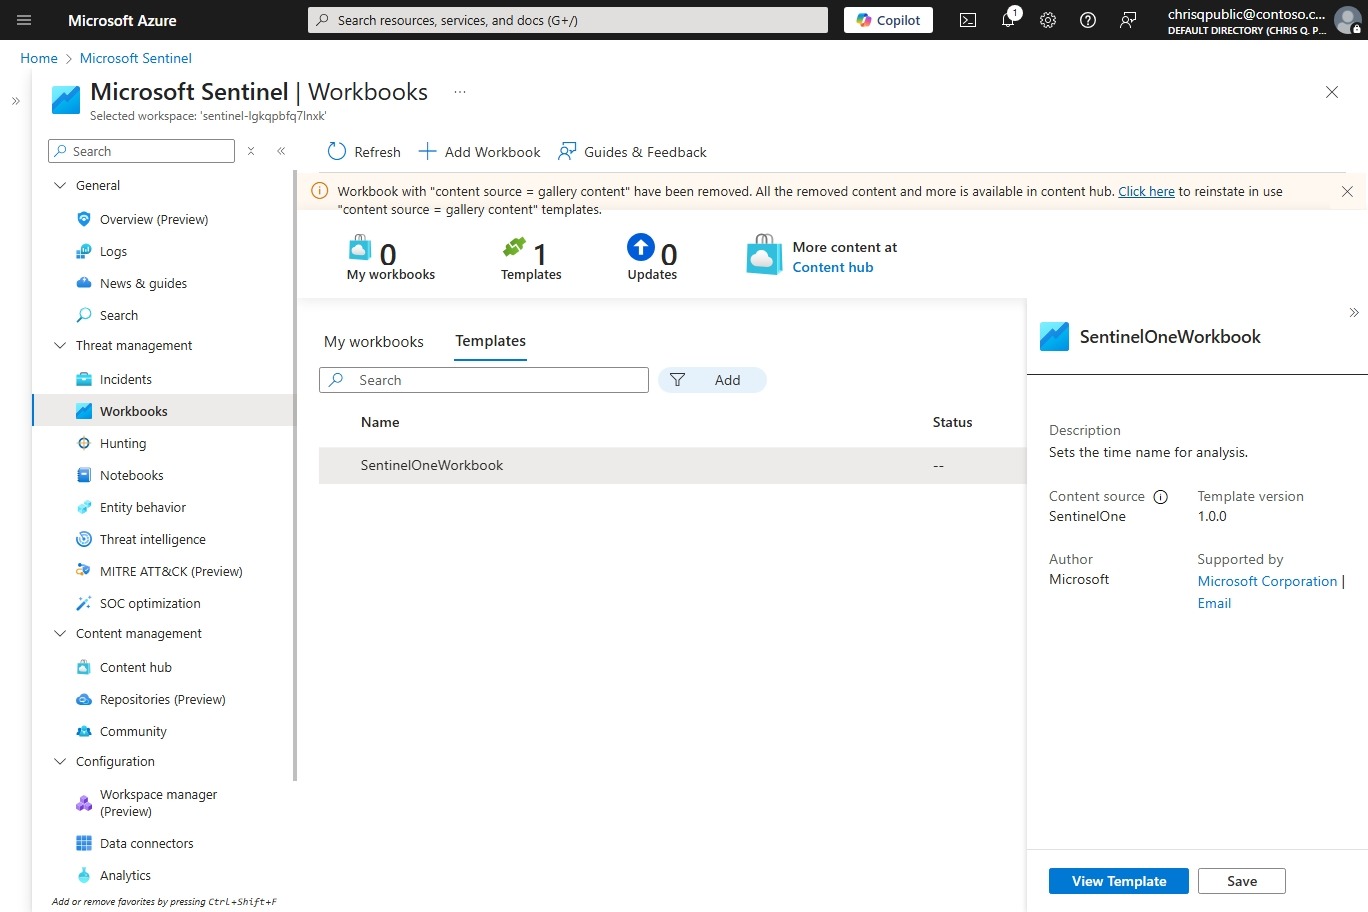 Microsoft Azure
Search resources, services, and docs (G+/)
Copilot
1
chrisqpublic@contoso.c...
DEFAULT DIRECTORY (CHRIS Q. P...
Home > Microsoft Sentinel
Microsoft Sentinel | Workbooks ...
Selected workspace: 'sentinel-lgkqpbfq7lnxk'
Search
Refresh
Add Workbook
Guides & Feedback
General
Overview (Preview)
Logs
News & guides
Search
Threat management
Incidents
Workbooks
Hunting
Notebooks
Entity behavior
Threat intelligence
MITRE ATT&CK (Preview)
SOC optimization
Content management
Content hub
Repositories (Preview)
Community
Configuration
Workspace manager
(Preview)
Data connectors
Analytics
Add or remove favorites by pressing Ctrl+Shift+F
Workbook with "content source = gallery content" have been removed. All the removed content and more is available in content hub. Click here to reinstate in use
"content source = gallery content" templates.
0
My workbooks
1
Templates
0
Updates
More content at
Content hub
My workbooks
Templates
Search
Add
Name
Status
SentinelOneWorkbook
--
SentinelOneWorkbook
Description
Sets the time name for analysis.
Content source
SentinelOne
Template version
1.0.0
Author
Microsoft
Supported by
Microsoft Corporation |
Email
View Template
Save